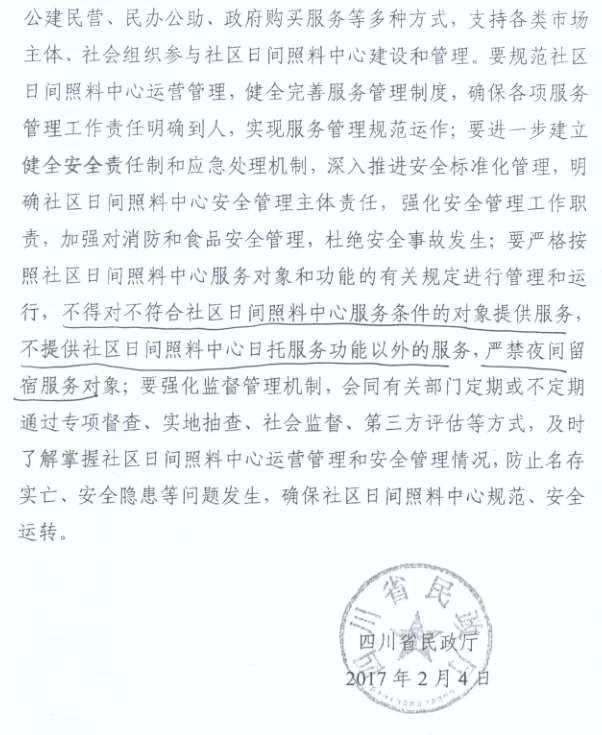 公建民营、民办公助、政府购买服务等多种方式，支持各类市场
主体、社会组织参与社区日间照料中心建设和管理。要规范社区
日间照料中心运营管理，健全完善服务管理制度，确保各项服务
管理工作责任明确到人，实现服务管理规范运作；要进一步建立
健全安全责任制和应急处理机制，深入推进安全标准化管理，明
确社区日间照料中心安全管理主体责任，强化安全管理工作职
责，加强对消防和食品安全管理，杜绝安全事故发生；要严格按
照社区日间照料中心服务对象和功能的有关规定进行管理和运
行，不得对不符合社区日间照料中心服务条件的对象提供服务，
不提供社区日间照料中心日托服务功能以外的服务，严禁夜间留
宿服务对象；要强化监督管理机制，会同有关部门定期或不定期
通过专项督查、实地抽查、社会监督、第三方评估等方式，及时
了解掌握社区日间照料中心运营管理和安全管理情况，防止名存
实亡、安全隐患等问题发生，确保社区日间照料中心规范、安全
运转。
四川省民政厅
四川省民政厅
2017 年 2 月 4 日